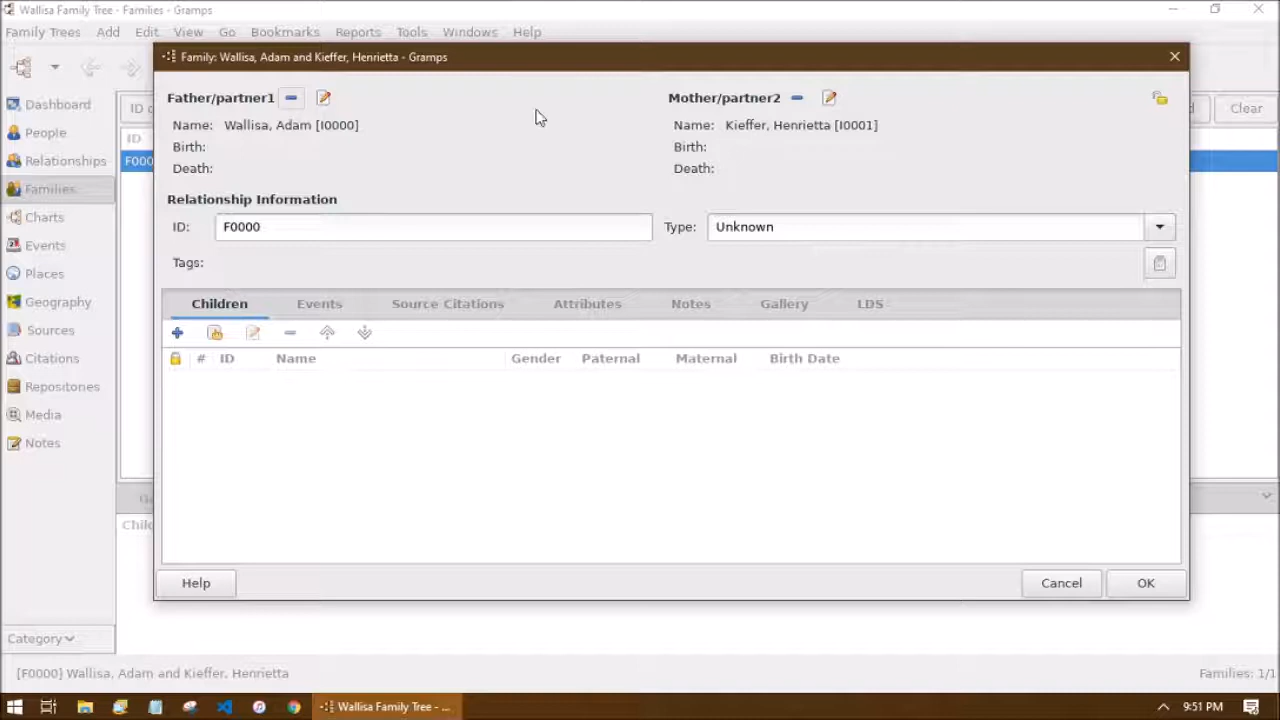 Wallisa Family Tree - Families - Gramps
Family Trees Add Edit View Go Bookmarks Reports Tools Windows Help
Family: Wallisa, Adam and Kieffer, Henrietta - Gramps
Dashboard
People
Relationships
Families
Charts
Events
Places
Geography
Sources
Citations
Repositories
Media
Notes
Category
ID
Clear
ID
F000
Father/partner1
Name: Wallisa, Adam [I0000]
Birth:
Death:
Mother/partner2
Name: Kieffer, Henrietta [I0001]
Birth:
Death:
Relationship Information
ID: F0000 Type: Unknown
Tags:
Children Events Source Citations Attributes Notes Gallery LDS
# ID Name Gender Paternal Maternal Birth Date
Help Cancel OK
[F0000] Wallisa, Adam and Kieffer, Henrietta Families: 1/1
Wallisa Family Tree - ... 9:51 PM